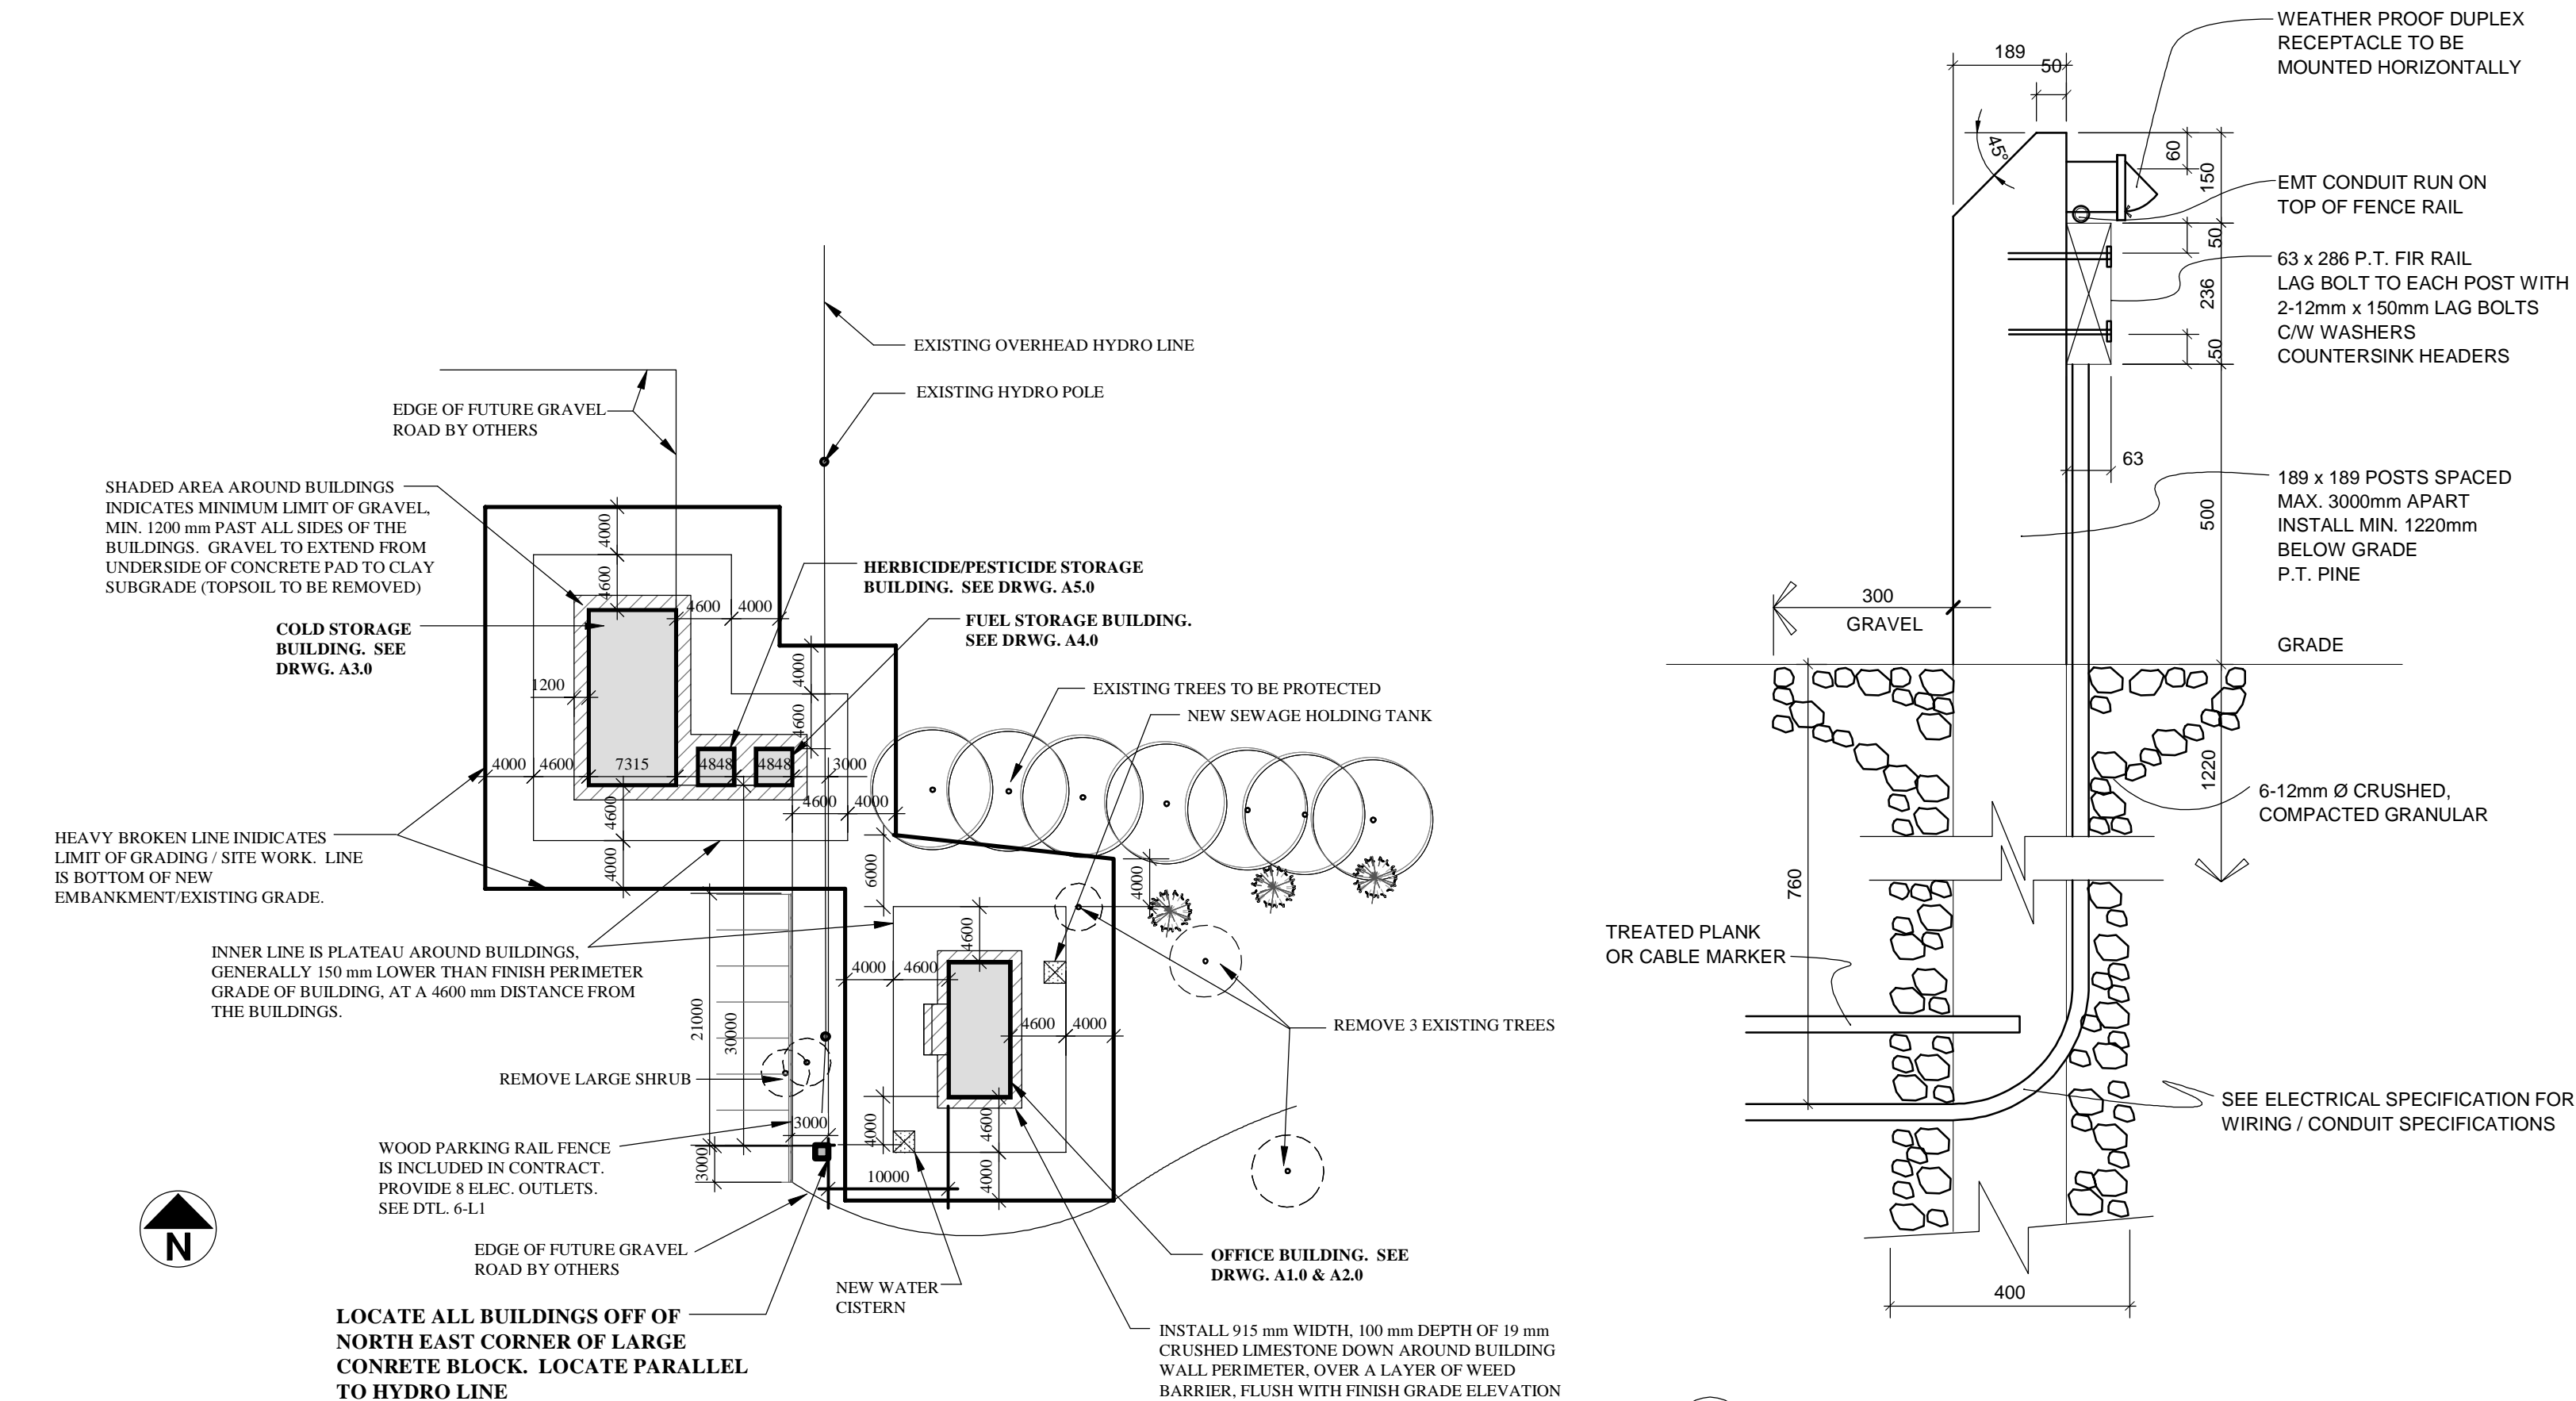 EXISTING OVERHEAD HYDRO LINE
EXISTING HYDRO POLE
EDGE OF FUTURE GRAVEL
ROAD BY OTHERS
SHADED AREA AROUND BUILDINGS
INDICATES MINIMUM LIMIT OF GRAVEL,
MIN. 1200 mm PAST ALL SIDES OF THE
BUILDINGS. GRAVEL TO EXTEND FROM
UNDERSIDE OF CONCRETE PAD TO CLAY
SUBGRADE (TOPSOIL TO BE REMOVED)
COLD STORAGE
BUILDING. SEE
DRWG. A3.0
HERBICIDE/PESTICIDE STORAGE
BUILDING. SEE DRWG. A5.0
FUEL STORAGE BUILDING.
SEE DRWG. A4.0
EXISTING TREES TO BE PROTECTED
NEW SEWAGE HOLDING TANK
4000
4600
4600
4000
4000
4600
1200
4000
4600
7315
4848
4848
3000
4600
4000
4600
4000
HEAVY BROKEN LINE INIDICATES
LIMIT OF GRADING / SITE WORK. LINE
IS BOTTOM OF NEW
EMBANKMENT/EXISTING GRADE.
6000
4000
INNER LINE IS PLATEAU AROUND BUILDINGS,
GENERALLY 150 mm LOWER THAN FINISH PERIMETER
GRADE OF BUILDING, AT A 4600 mm DISTANCE FROM
THE BUILDINGS.
4600
4000
4600
21000
30000
4600
4000
REMOVE 3 EXISTING TREES
REMOVE LARGE SHRUB
3000
4000
4600
WOOD PARKING RAIL FENCE
IS INCLUDED IN CONTRACT.
PROVIDE 8 ELEC. OUTLETS.
SEE DTL. 6-L1
3000
10000
4000
N
EDGE OF FUTURE GRAVEL
ROAD BY OTHERS
NEW WATER
CISTERN
OFFICE BUILDING. SEE
DRWG. A1.0 & A2.0
LOCATE ALL BUILDINGS OFF OF
NORTH EAST CORNER OF LARGE
CONRETE BLOCK. LOCATE PARALLEL
TO HYDRO LINE
INSTALL 915 mm WIDTH, 100 mm DEPTH OF 19 mm
CRUSHED LIMESTONE DOWN AROUND BUILDING
WALL PERIMETER, OVER A LAYER OF WEED
BARRIER, FLUSH WITH FINISH GRADE ELEVATION
WEATHER PROOF DUPLEX
RECEPTACLE TO BE
MOUNTED HORIZONTALLY
189
50
45°
60
150
EMT CONDUIT RUN ON
TOP OF FENCE RAIL
50
236
50
63 x 286 P.T. FIR RAIL
LAG BOLT TO EACH POST WITH
2-12mm x 150mm LAG BOLTS
C/W WASHERS
COUNTERSINK HEADERS
63
500
189 x 189 POSTS SPACED
MAX. 3000mm APART
INSTALL MIN. 1220mm
BELOW GRADE
P.T. PINE
300
GRAVEL
GRADE
1220
6-12mm Ø CRUSHED,
COMPACTED GRANULAR
760
TREATED PLANK
OR CABLE MARKER
SEE ELECTRICAL SPECIFICATION FOR
WIRING / CONDUIT SPECIFICATIONS
400